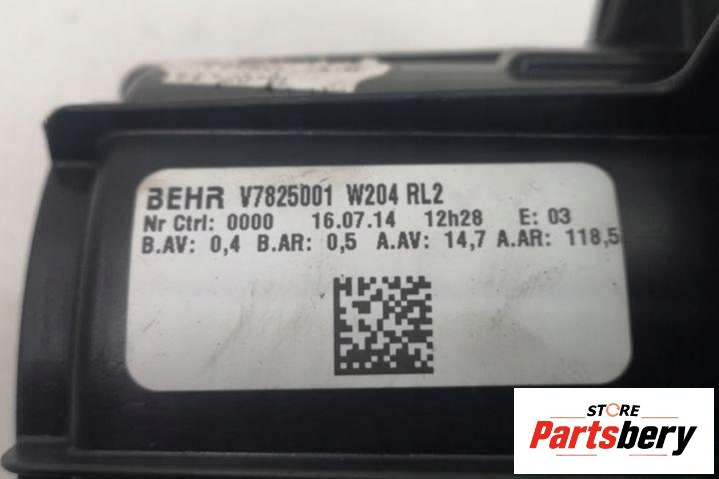 BEHR V7825001 W204 RL2
Nr Ctrl: 0000 16.07.14 12h28 E: 03
B.AV: 0,4 B.AR: 0,5 A.AV: 14,7 A.AR: 118,5
STORE
Partsbery